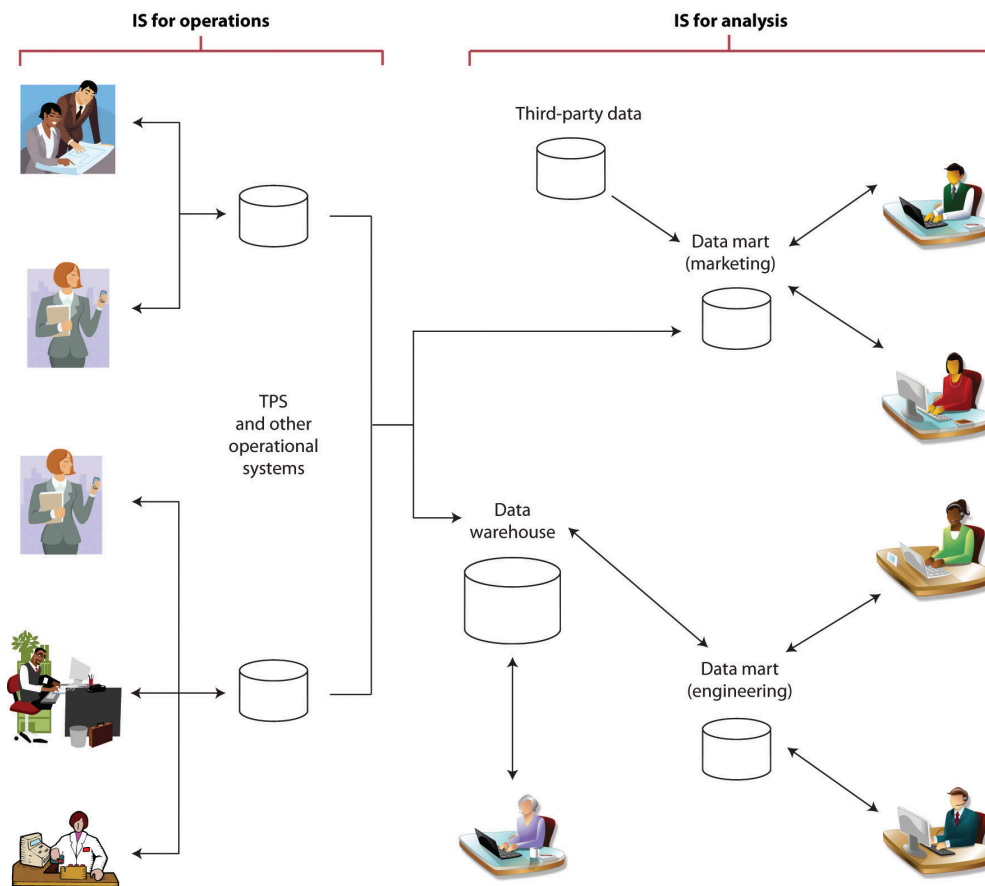 IS for operations
IS for analysis
Third-party data
Data mart
(marketing)
TPS
and other
operational
systems
Data
warehouse
Data mart
(engineering)